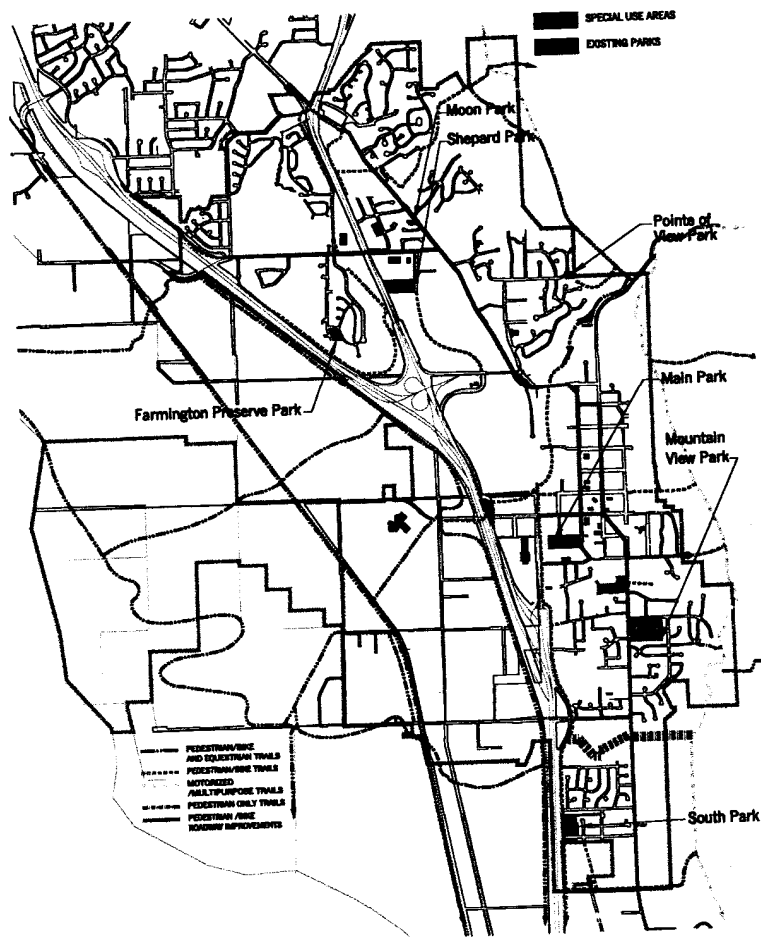 SPECIAL USE AREAS
EXISTING PARKS
Moon Park
Shepard Park
Pointe of
View Park
Main Park
Farmington Preserve Park
Mountain
View Park
PEDESTRIAN/BIKE
AND EQUESTRIAN TRAILS
PEDESTRIAN/BIKE TRAILS
MOTORIZED
/MULTIPURPOSE TRAILS
PEDESTRIAN ONLY TRAILS
PEDESTRIAN /BIKE
ROADWAY IMPROVEMENTS
South Park